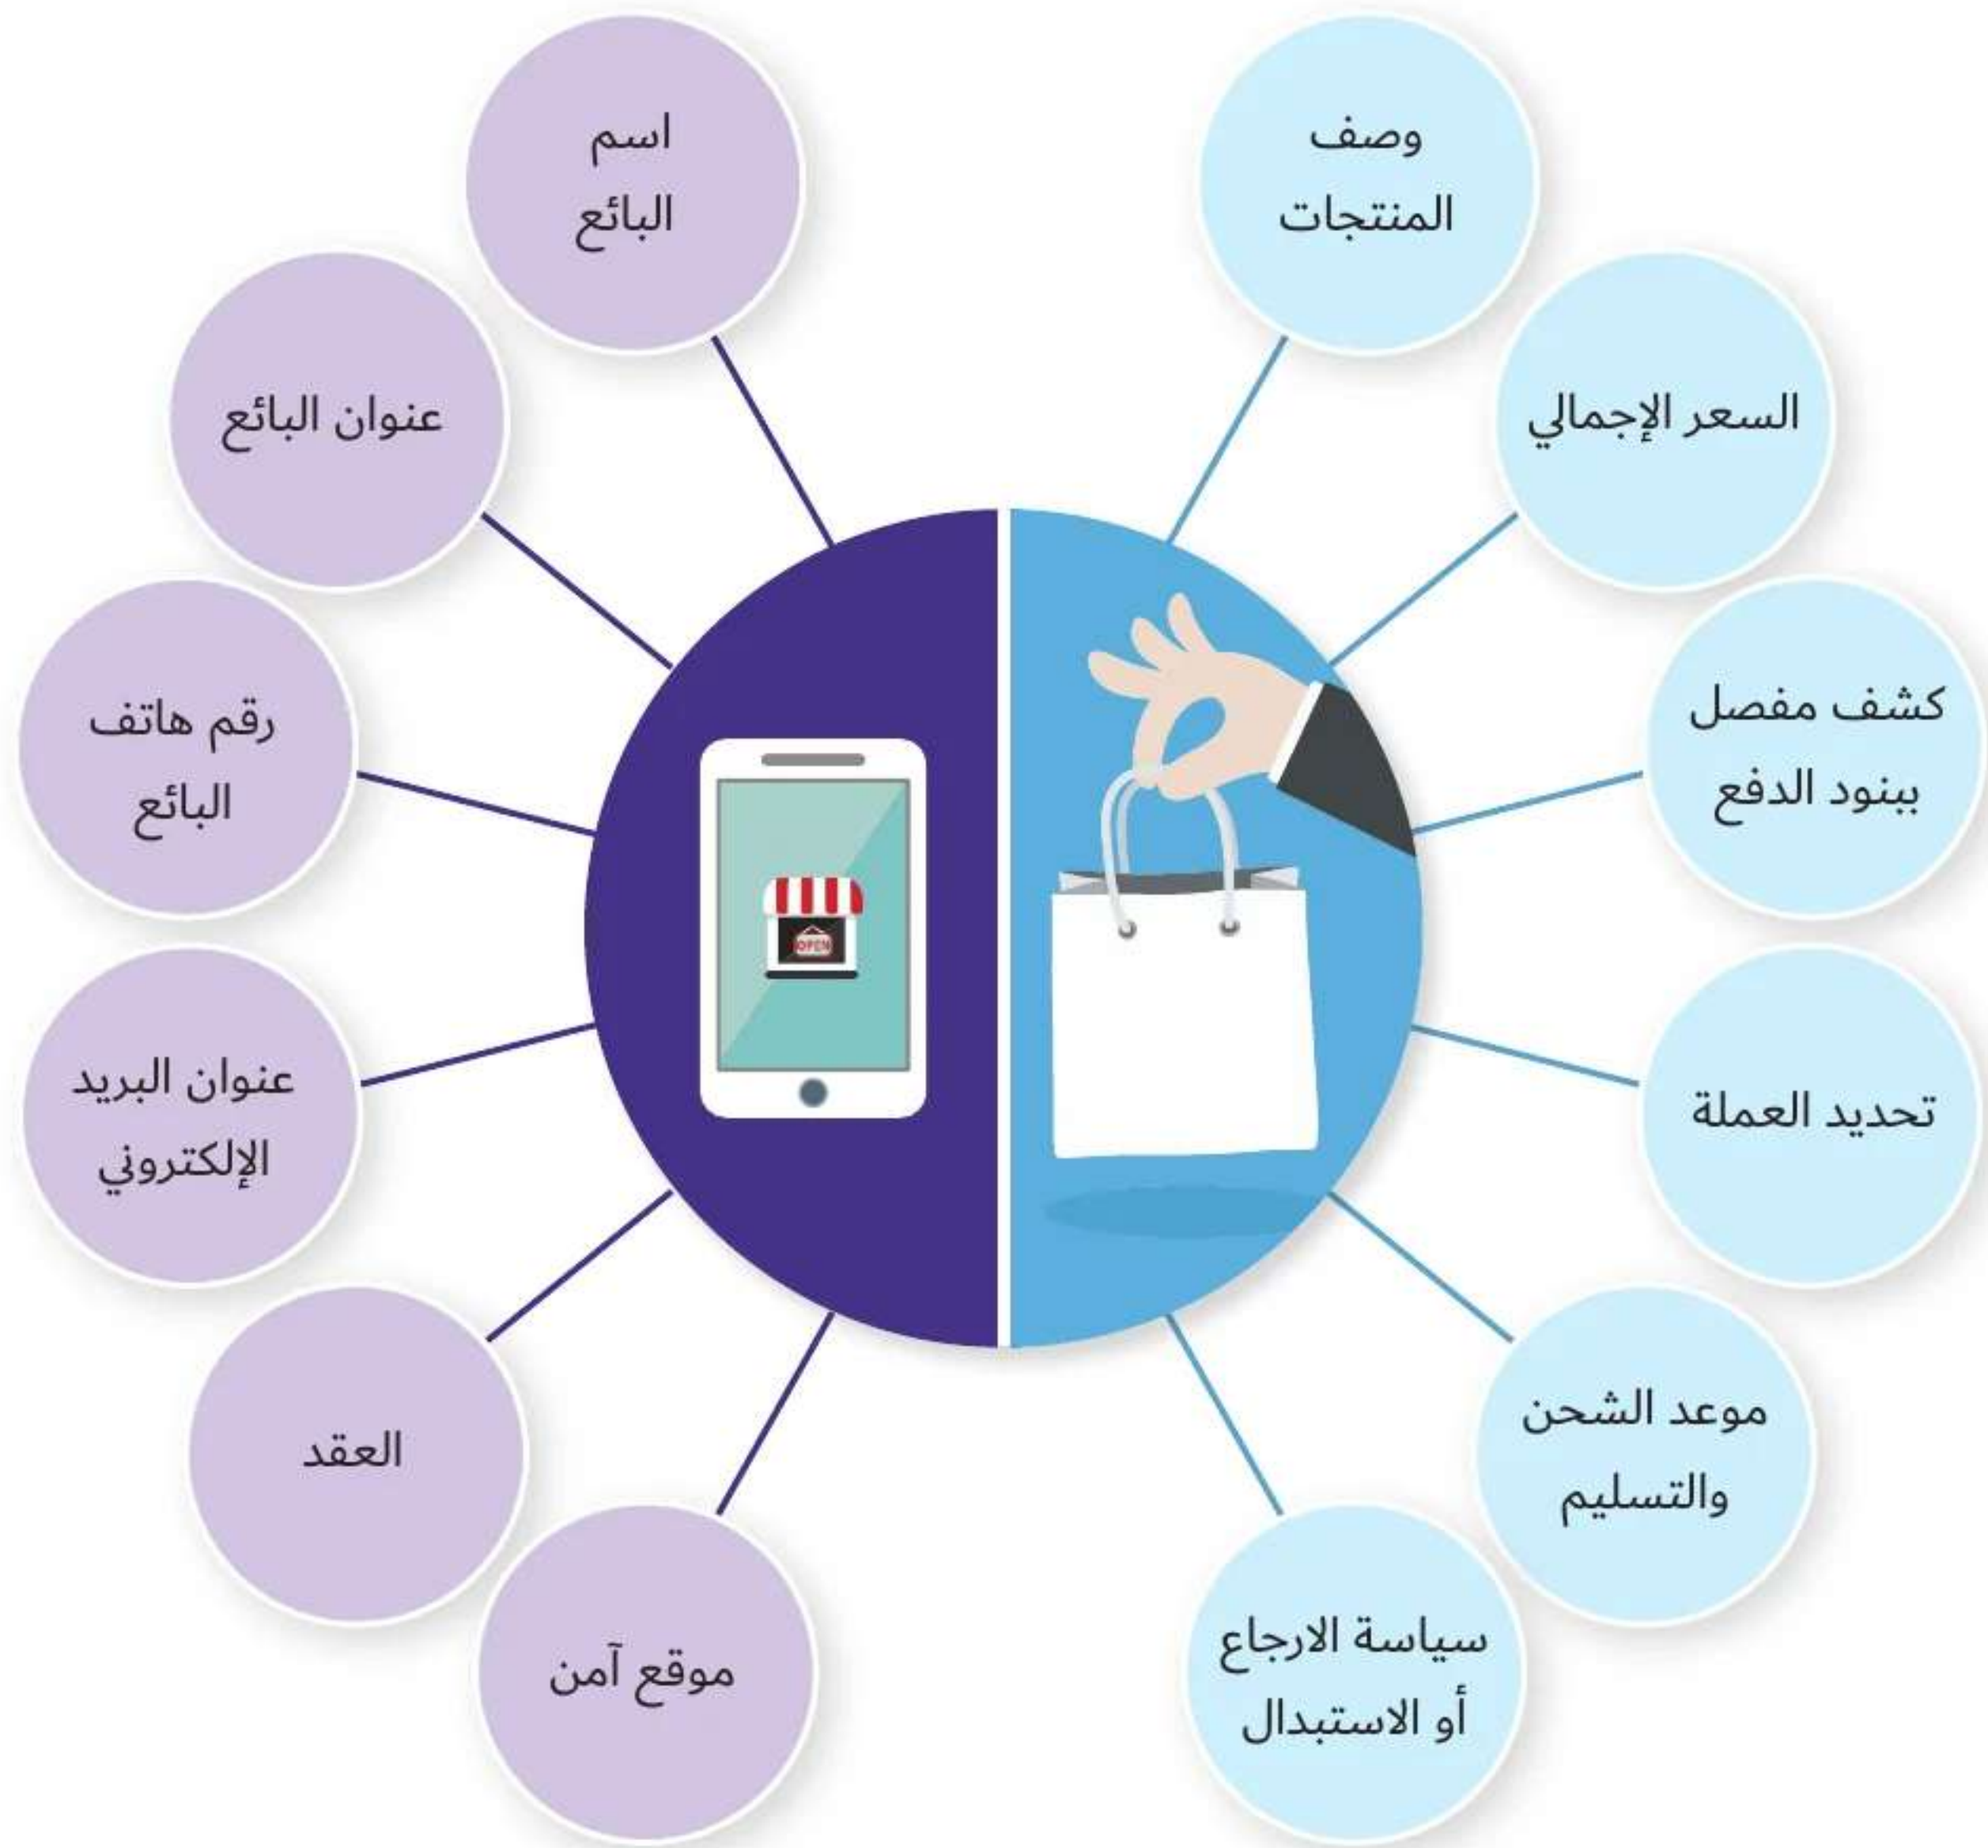 وصف
المنتجات
السعر الإجمالي
كشف مفصل
ببنود الدفع
تحديد العملة
موعد الشحن
والتسليم
سياسة الارجاع
أو الاستبدال
اسم
البائع
عنوان البائع
رقم هاتف
البائع
عنوان البريد
الإلكتروني
العقد
موقع آمن
OPEN